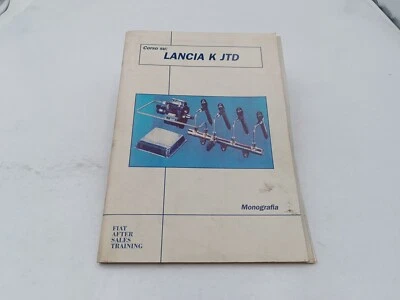 Corso su:
LANCIA K JTD
Monografia
FIAT
AFTER
SALES
TRAINING